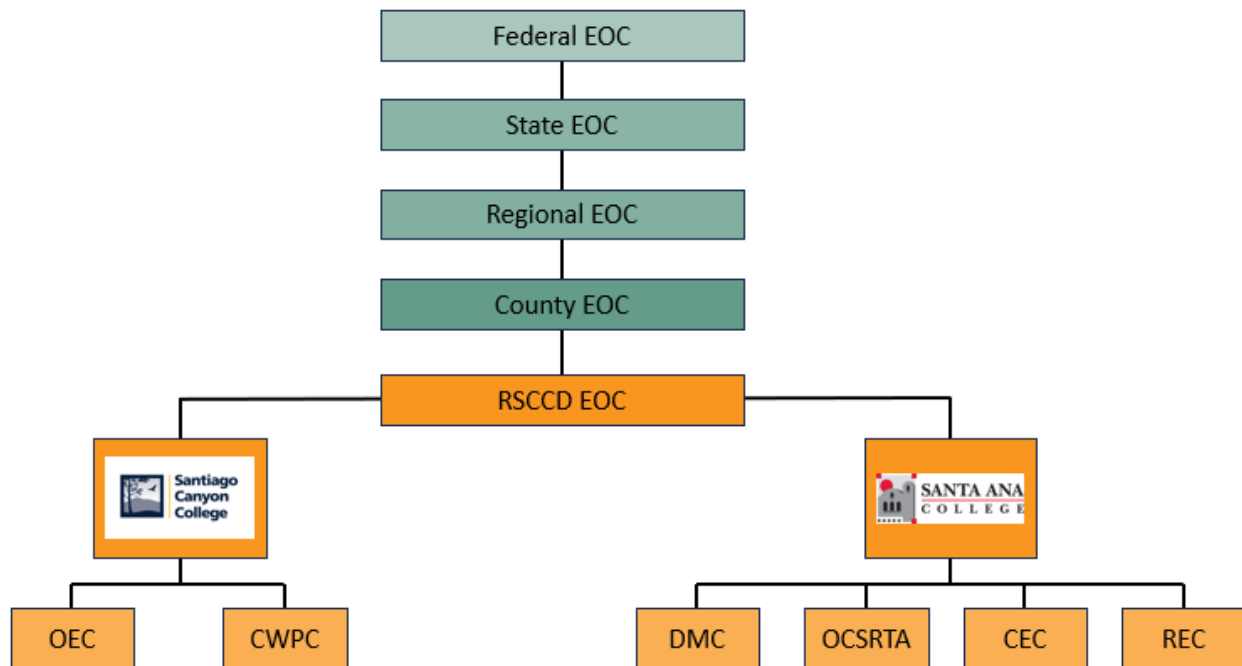 Federal EOC
State EOC
Regional EOC
County EOC
RSCCD EOC
Santiago
Canyon
College
SANTA ANA
COLLEGE
OEC
CWPC
DMC
OCSRTA
CEC
REC